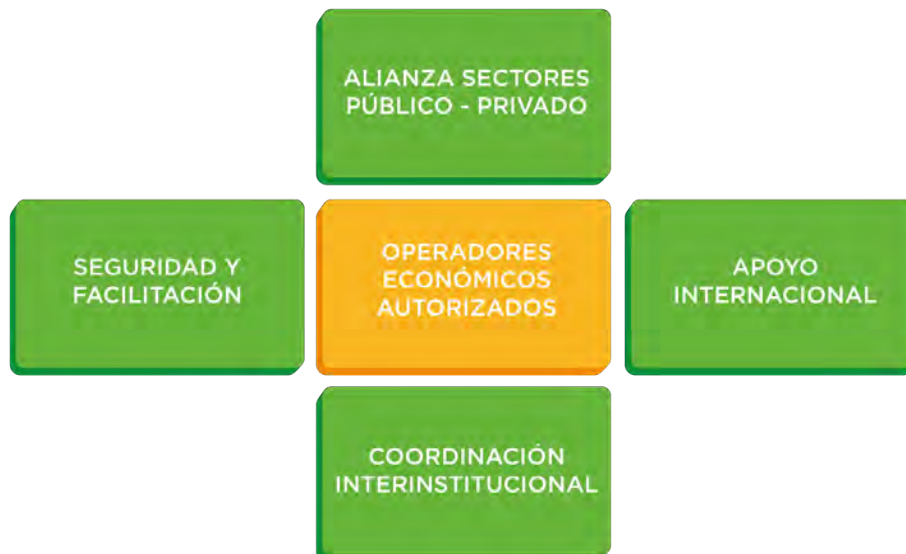 ALIANZA SECTORES
PÚBLICO - PRIVADO
SEGURIDAD Y
FACILITACIÓN
OPERADORES
ECONÓMICOS
AUTORIZADOS
APOYO
INTERNACIONAL
COORDINACIÓN
INTERINSTITUCIONAL